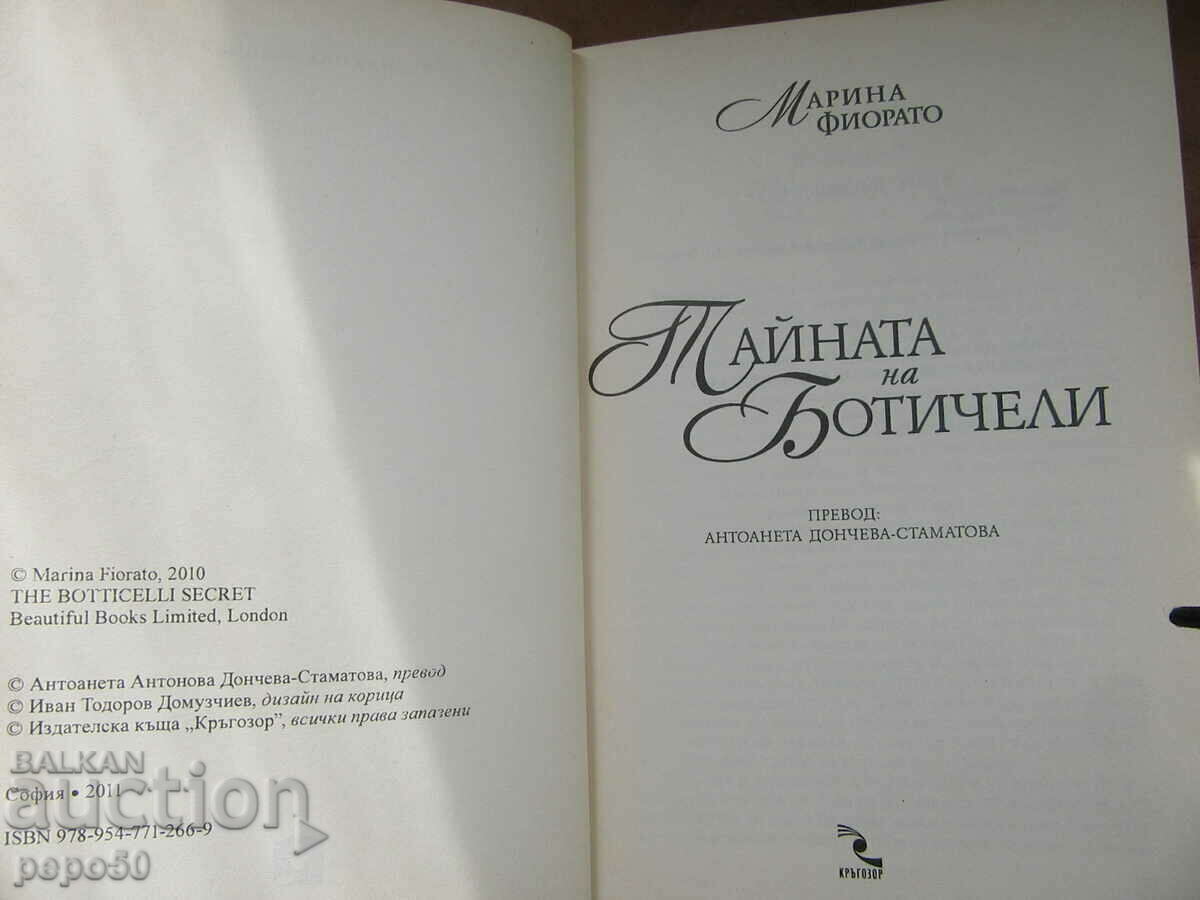 © Marina Fiorato, 2010
THE BOTTICELLI SECRET
Beautiful Books Limited, London
© Антоанета Антонова Дончева-Стаматова, превод
© Иван Тодоров Домузчиев, дизайн на корица
© Издателска къща „Кръгозор", всички права запазени
София • 2011
ISBN 978-954-771-266-9
BALKAN
auction
pepo50
МАРИНА
ФИОРАТО
ТАЙНАТА
на
БОТИЧЕЛИ
ПРЕВОД:
АНТОАНЕТА ДОНЧЕВА-СТАМАТОВА
КРЪГОЗОР